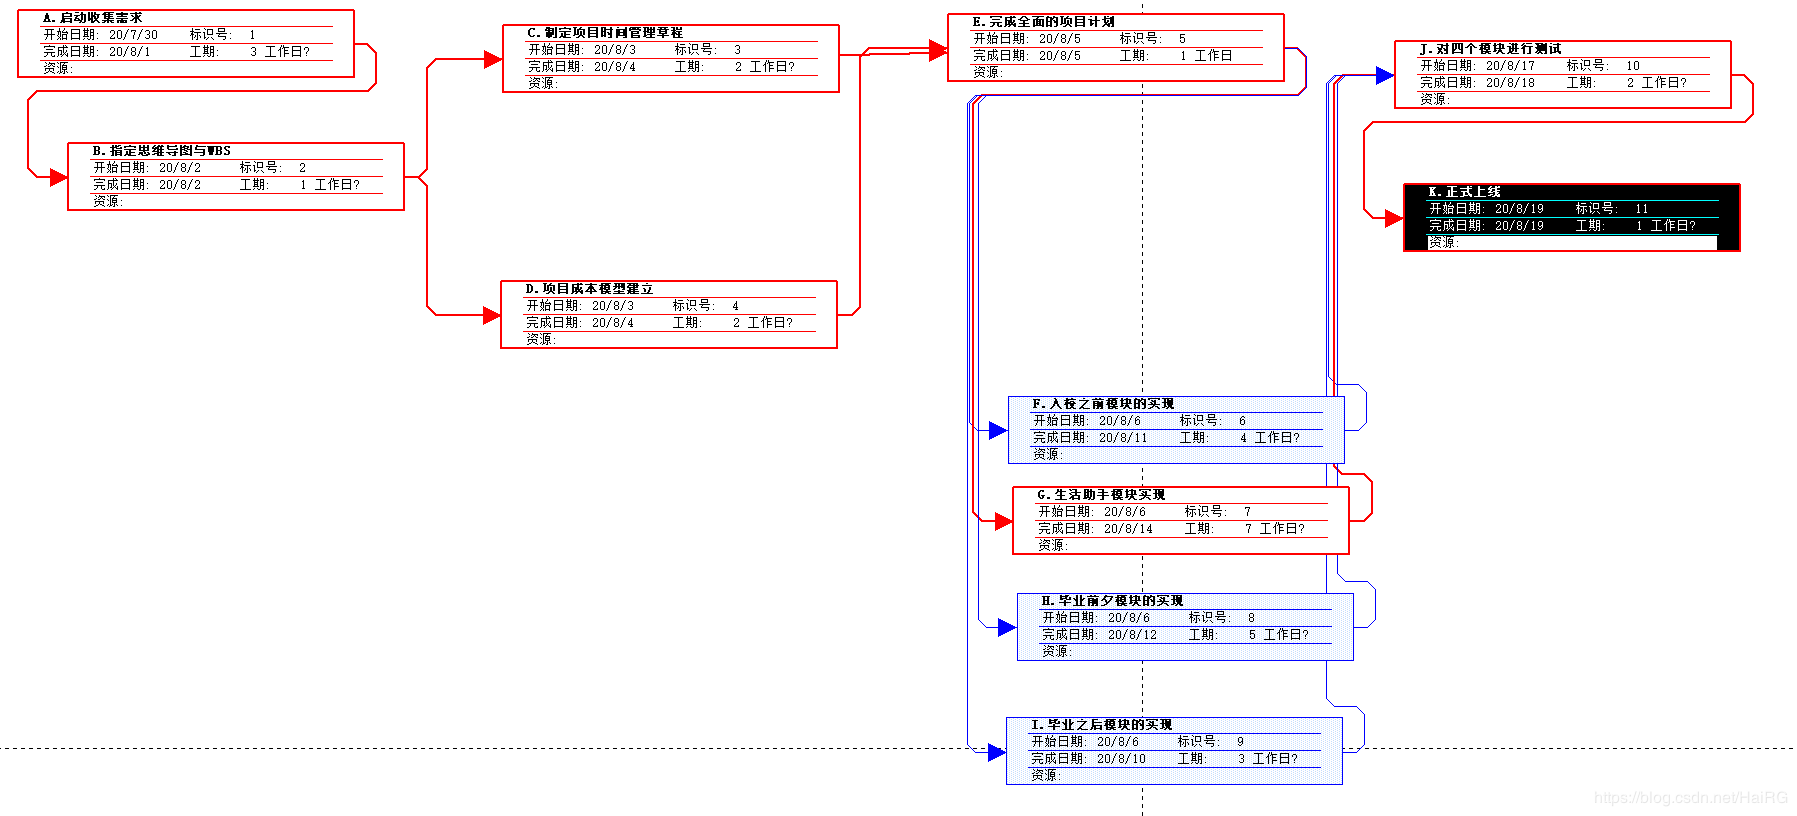 A.启动收集需求
开始日期: 20/7/30 标识号: 1
完成日期: 20/8/1 工期: 3 工作日?
资源:
B.指定思维导图与WBS
开始日期: 20/8/2 标识号: 2
完成日期: 20/8/2 工期: 1 工作日?
资源:
C.制定项目时间管理章程
开始日期: 20/8/3 标识号: 3
完成日期: 20/8/4 工期: 2 工作日?
资源:
D.项目成本模型建立
开始日期: 20/8/3 标识号: 4
完成日期: 20/8/4 工期: 2 工作日?
资源:
E.完成全面的项目计划
开始日期: 20/8/5 标识号: 5
完成日期: 20/8/5 工期: 1 工作日
资源:
F.入校之前模块的实现
开始日期: 20/8/6 标识号: 6
完成日期: 20/8/11 工期: 4 工作日?
资源:
G.生活助手模块实现
开始日期: 20/8/6 标识号: 7
完成日期: 20/8/14 工期: 7 工作日?
资源:
H.毕业前夕模块的实现
开始日期: 20/8/6 标识号: 8
完成日期: 20/8/12 工期: 5 工作日?
资源:
I.毕业之后模块的实现
开始日期: 20/8/6 标识号: 9
完成日期: 20/8/10 工期: 3 工作日?
资源:
J.对四个模块进行测试
开始日期: 20/8/17 标识号: 10
完成日期: 20/8/18 工期: 2 工作日?
资源:
K.正式上线
开始日期: 20/8/19 标识号: 11
完成日期: 20/8/19 工期: 1 工作日?
资源:
https://blog.csdn.net/HaiRG